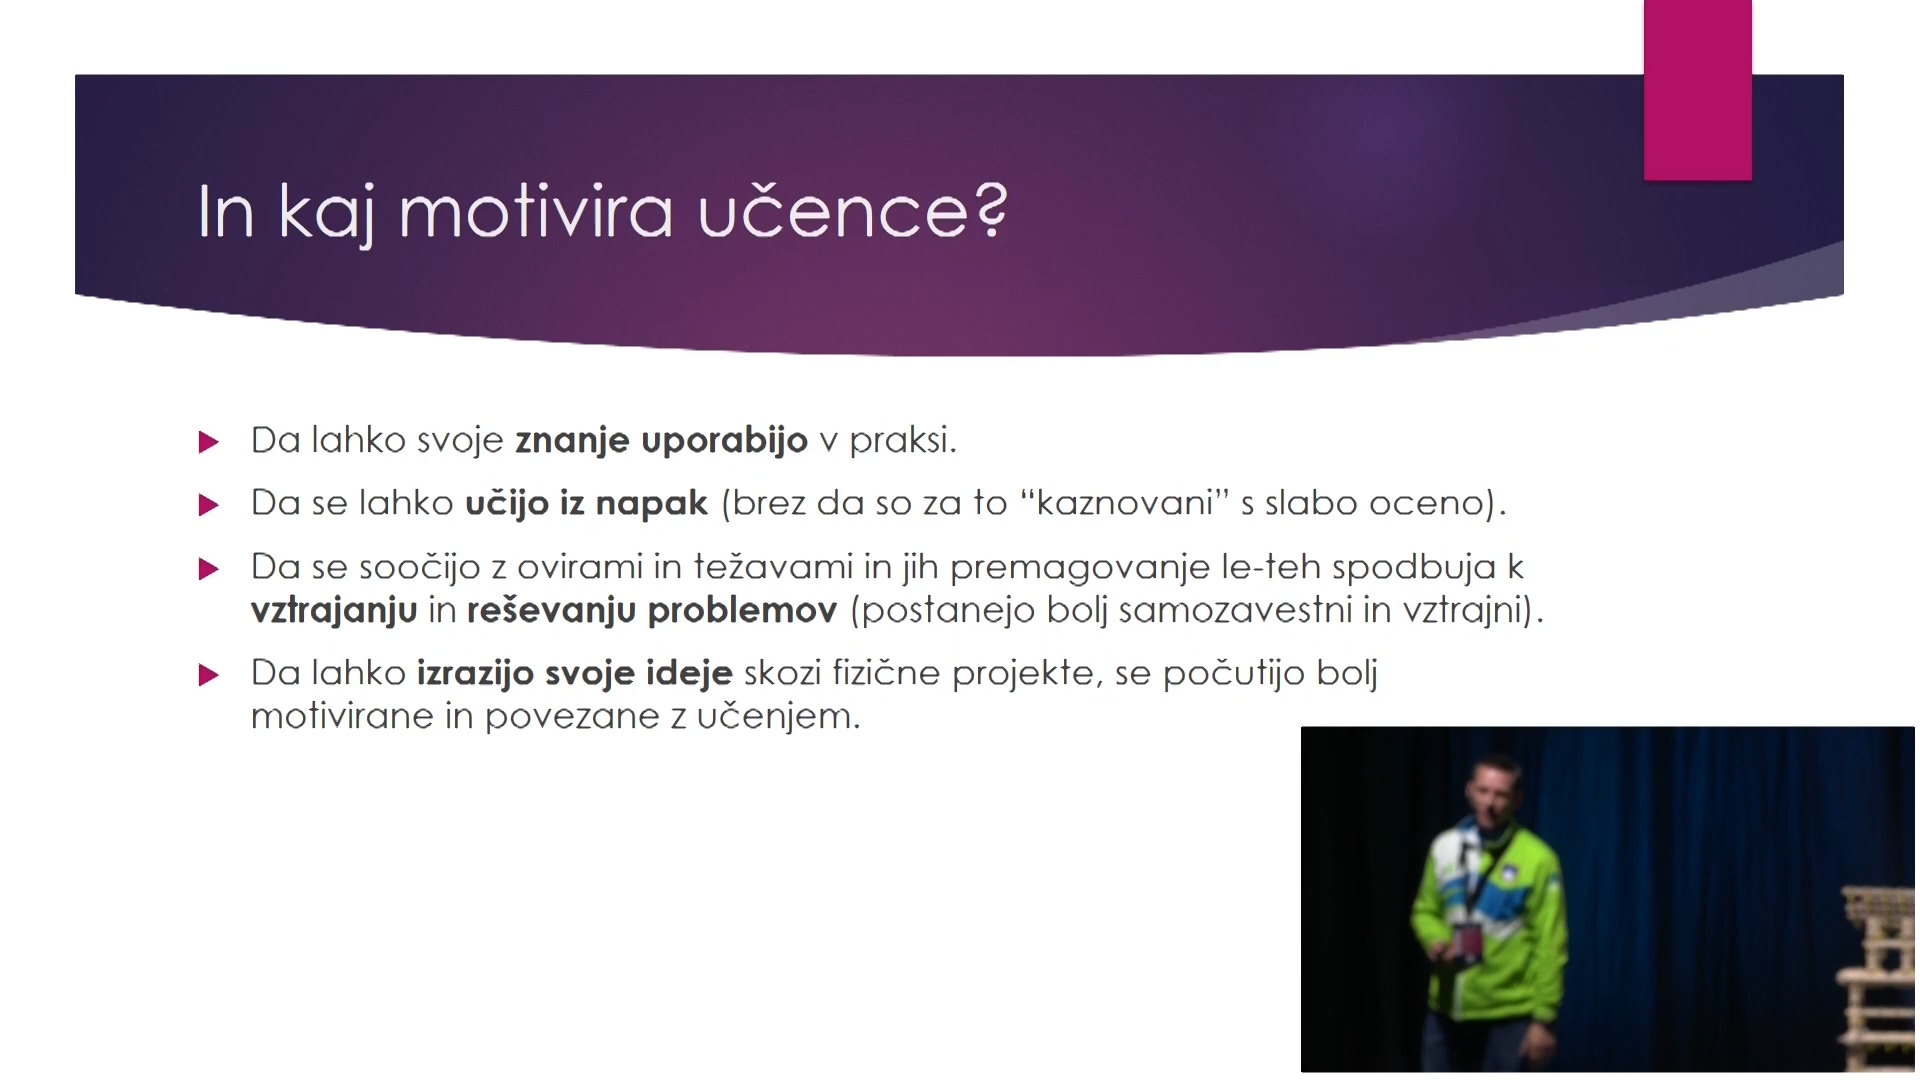 In kaj motivira učence?
Da lahko svoje znanje uporabijo v praksi.
Da se lahko učijo iz napak (brez da so za to “kaznovani” s slabo oceno).
Da se soočijo z ovirami in težavami in jih premagovanje le-teh spodbuja k
vztrajanju in reševanju problemov (postanejo bolj samozavestni in vztrajni).
Da lahko izrazijo svoje ideje skozi fizične projekte, se počutijo bolj
motivirane in povezane z učenjem.